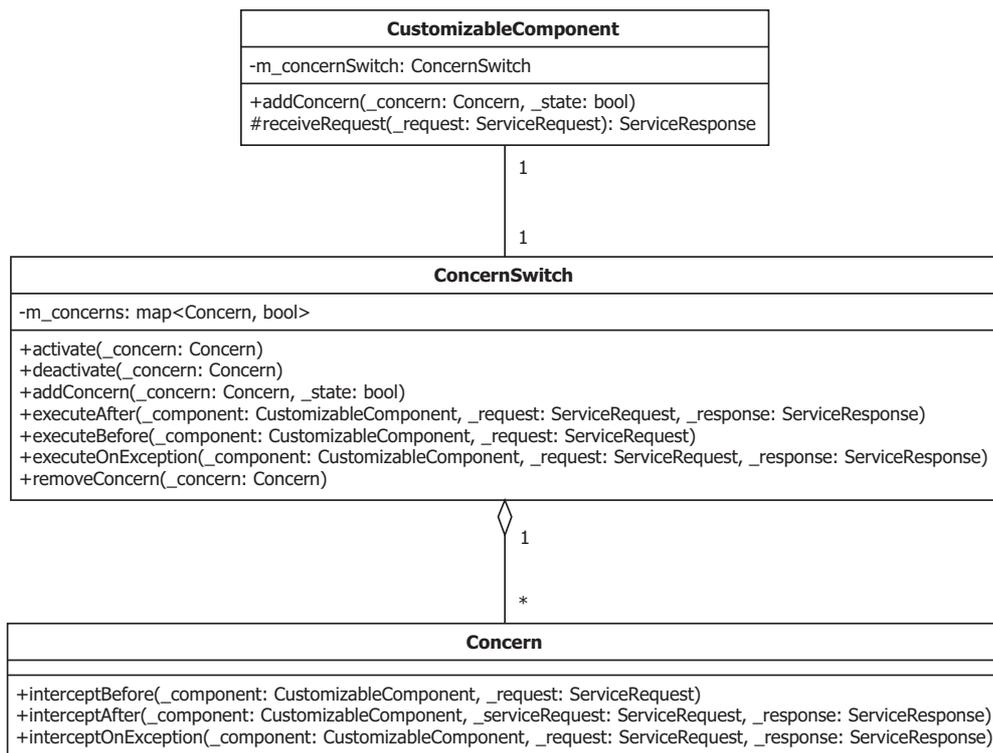 CustomizableComponent
-m_concernSwitch: ConcernSwitch
+addConcern(_concern: Concern, _state: bool)
#receiveRequest(_request: ServiceRequest): ServiceResponse
1
1
ConcernSwitch
-m_concerns: map<Concern, bool>
+activate(_concern: Concern)
+deactivate(_concern: Concern)
+addConcern(_concern: Concern, _state: bool)
+executeAfter(_component: CustomizableComponent, _request: ServiceRequest, _response: ServiceResponse)
+executeBefore(_component: CustomizableComponent, _request: ServiceRequest)
+executeOnException(_component: CustomizableComponent, _request: ServiceRequest, _response: ServiceResponse)
+removeConcern(_concern: Concern)
1
*
Concern
+interceptBefore(_component: CustomizableComponent, _request: ServiceRequest)
+interceptAfter(_component: CustomizableComponent, _serviceRequest: ServiceRequest, _response: ServiceResponse)
+interceptOnException(_component: CustomizableComponent, _request: ServiceRequest, _response: ServiceResponse)